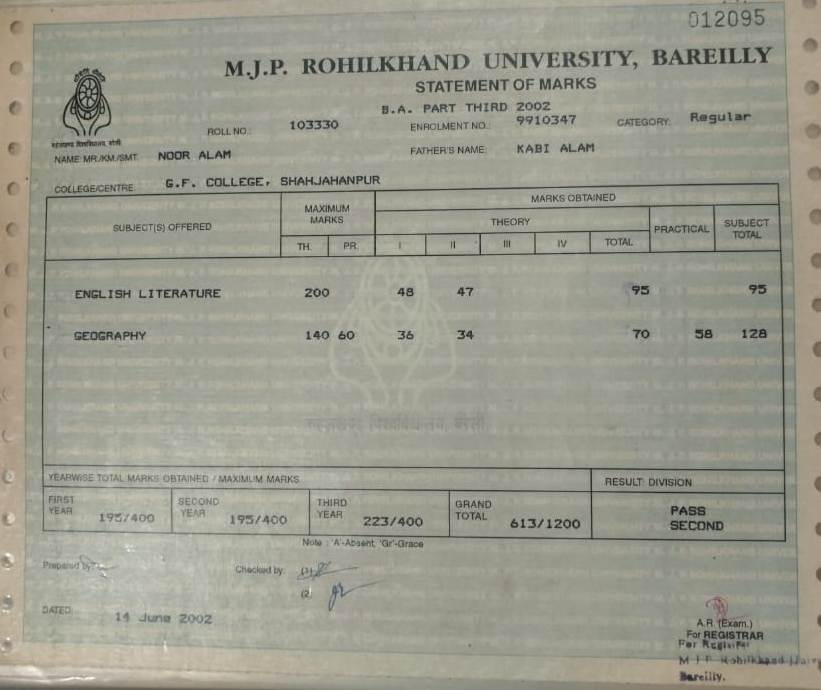 012095
M.J.P. ROHILKHAND UNIVERSITY, BAREILLY
STATEMENT OF MARKS
B.A. PART THIRD 2002
ROLL NO.: 103330 ENROLMENT NO.: 9910347 CATEGORY: Regular
NAME: MR./KM./SMT. NOOR ALAM FATHER'S NAME: KABI ALAM
COLLEGE/CENTRE G.F. COLLEGE, SHAHJAHANPUR
SUBJECT(S) OFFERED MAXIMUM MARKS MARKS OBTAINED
THEORY PRACTICAL SUBJECT TOTAL
TH. PR. I II III IV TOTAL
ENGLISH LITERATURE 200 48 47 95 95
GEOGRAPHY 140 60 36 34 70 58 128
YEARWISE TOTAL MARKS OBTAINED / MAXIMUM MARKS RESULT: DIVISION
FIRST YEAR 195/400 SECOND YEAR 195/400 THIRD YEAR 223/400 GRAND TOTAL 613/1200 PASS
SECOND
Note : 'A'-Absent, 'Gr'-Grace
Prepared by Checked by: (1)
(2)
DATED: 14 June 2002
A.R. (Exam.)
For REGISTRAR
For Registrar
M J P Rohilkhand
Bareilly.